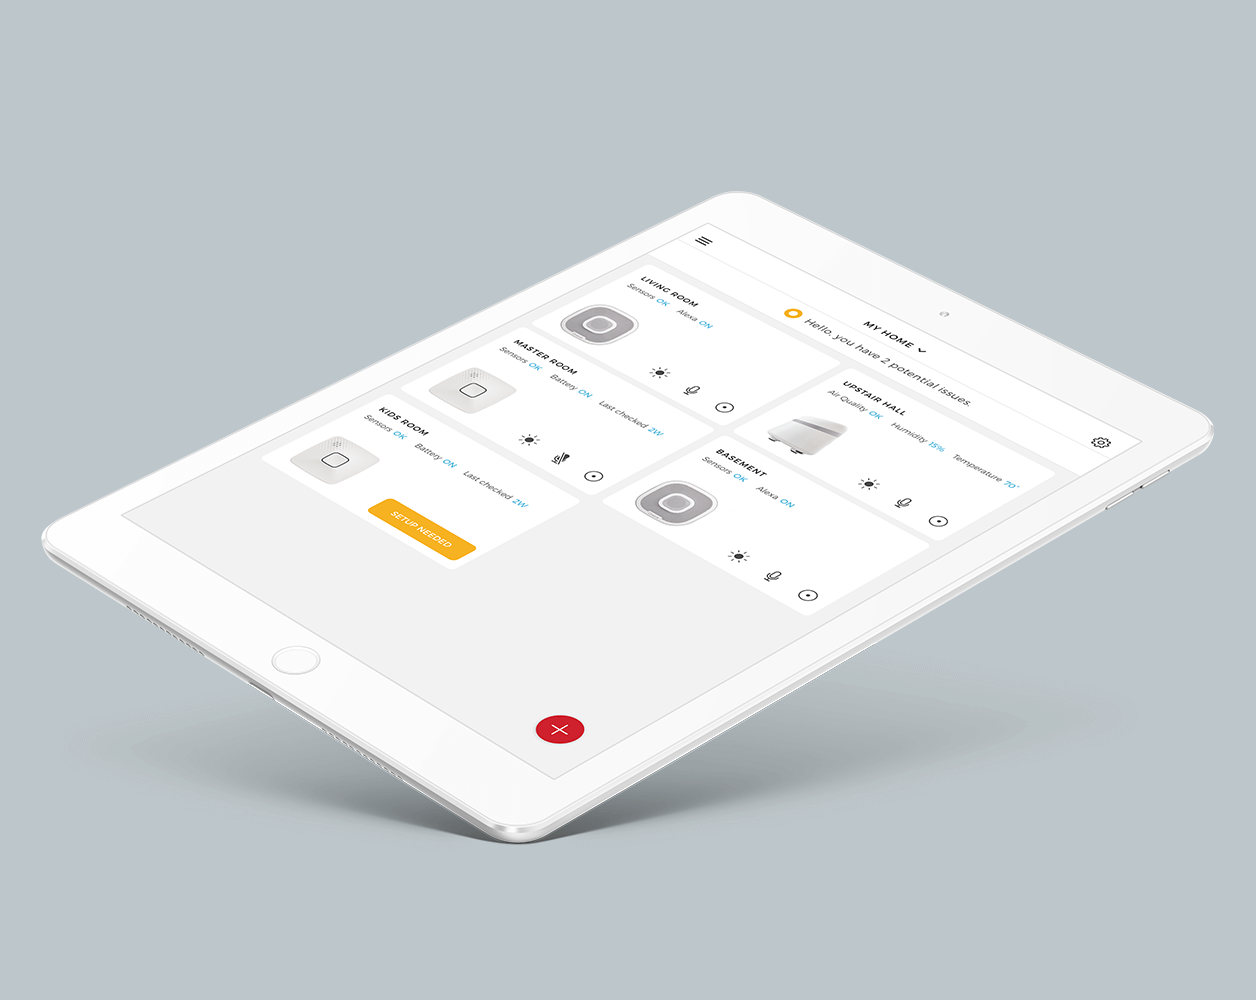 MY HOME
Hello, you have 2 potential issues.
LIVING ROOM
Sensors OK Alexa ON
UPSTAIR HALL
Air Quality OK Humidity 15% Temperature 70°
MASTER ROOM
Sensors OK Battery ON Last checked 2W
BASEMENT
Sensors OK Alexa ON
KIDS ROOM
Sensors OK Battery ON Last checked 2W
SETUP NEEDED